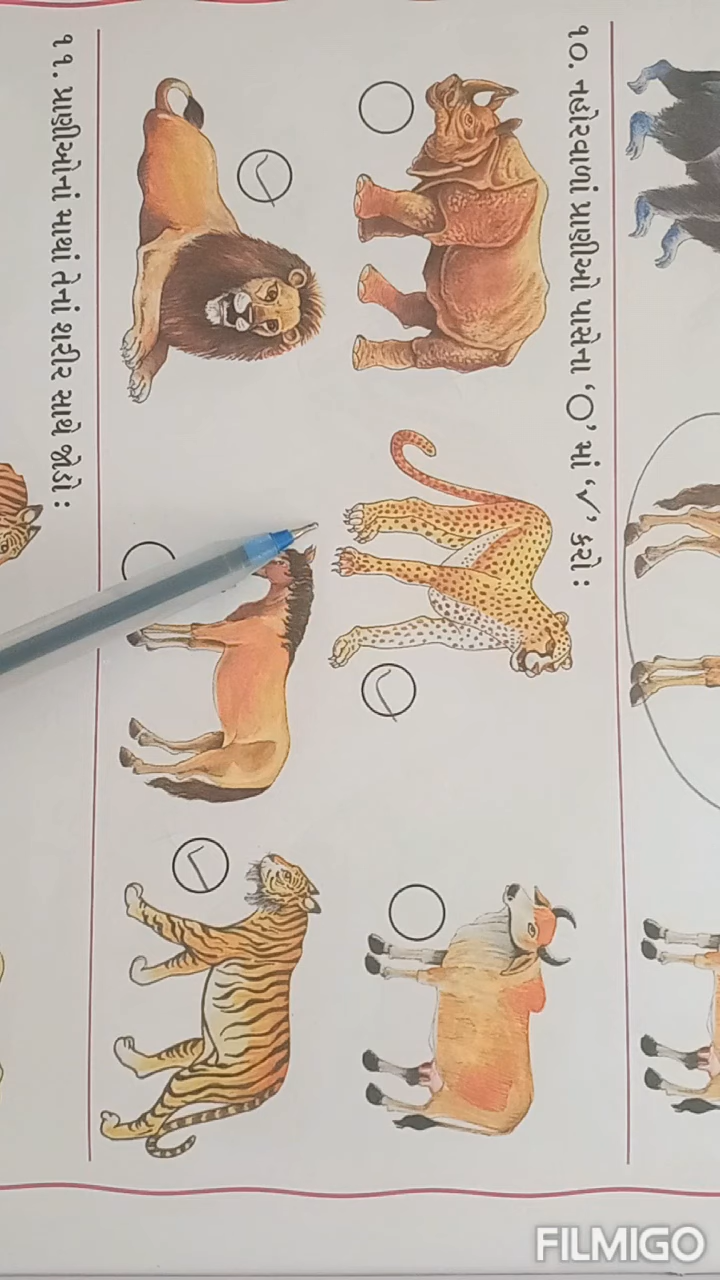 ૧૦. નહોરવાળાં પ્રાણીઓ પાસેના ‘○’ માં ‘✓’ કરો :
૧૧. પ્રાણીઓનાં માથાં તેનાં શરીર સાથે જોડો :
FILMIGO